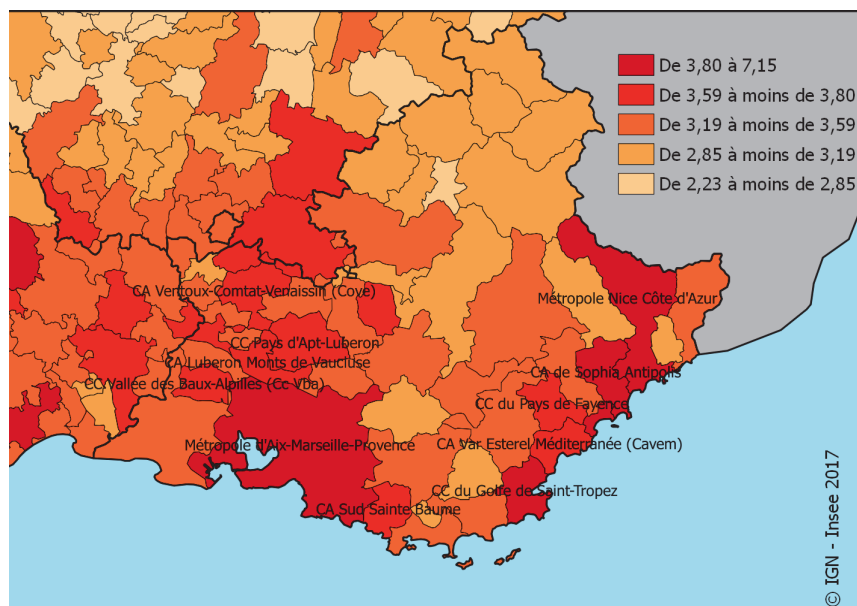 De 3,80 à 7,15
De 3,59 à moins de 3,80
De 3,19 à moins de 3,59
De 2,85 à moins de 3,19
De 2,23 à moins de 2,85
CA Ventoux-Comtat-Venaissin (Cove)
Métropole Nice Côte d'Azur
CC Pays d'Apt-Luberon
CA Luberon Monts de Vaucluse
CA de Sophia Antipolis
CC Vallée des Baux-Alpilles (Cc Vba)
CC du Pays de Fayence
Métropole d'Aix-Marseille-Provence
CA Var Esterel Méditerranée (Cavem)
CC du Golfe de Saint-Tropez
CA Sud Sainte Baume
© IGN - Insee 2017